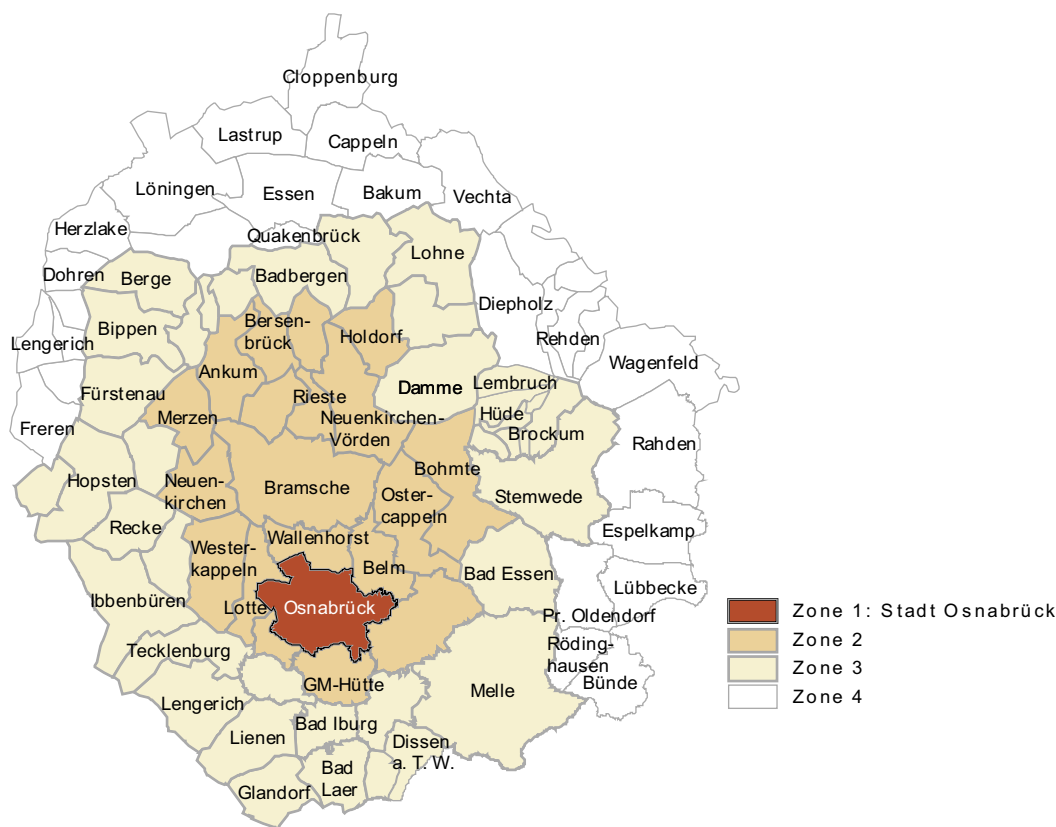 Cloppenburg
Lastrup
Cappeln
Löningen
Essen
Bakum
Vechta
Herzlake
Quakenbrück
Lohne
Dohren
Berge
Badbergen
Diepholz
Bippen
Bersen-
brück
Holdorf
Lengerich
Rehden
Wagenfeld
Ankum
Damme
Lembruch
Fürstenau
Rieste
Merzen
Neuenkirchen-
Vörden
Hüde
Freren
Brockum
Rahden
Hopsten
Neuen-
kirchen
Bramsche
Bohmte
Oster-
cappeln
Stemwede
Recke
Wallenhorst
Espelkamp
Wester-
kappeln
Belm
Bad Essen
Lübbecke
Ibbenbüren
Lotte
Osnabrück
Pr. Oldendorf
Tecklenburg
Röding-
hausen
GM-Hütte
Melle
Bünde
Lengerich
Bad Iburg
Lienen
Dissen
a. T. W.
Bad
Laer
Glandorf
Zone 1: Stadt Osnabrück
Zone 2
Zone 3
Zone 4